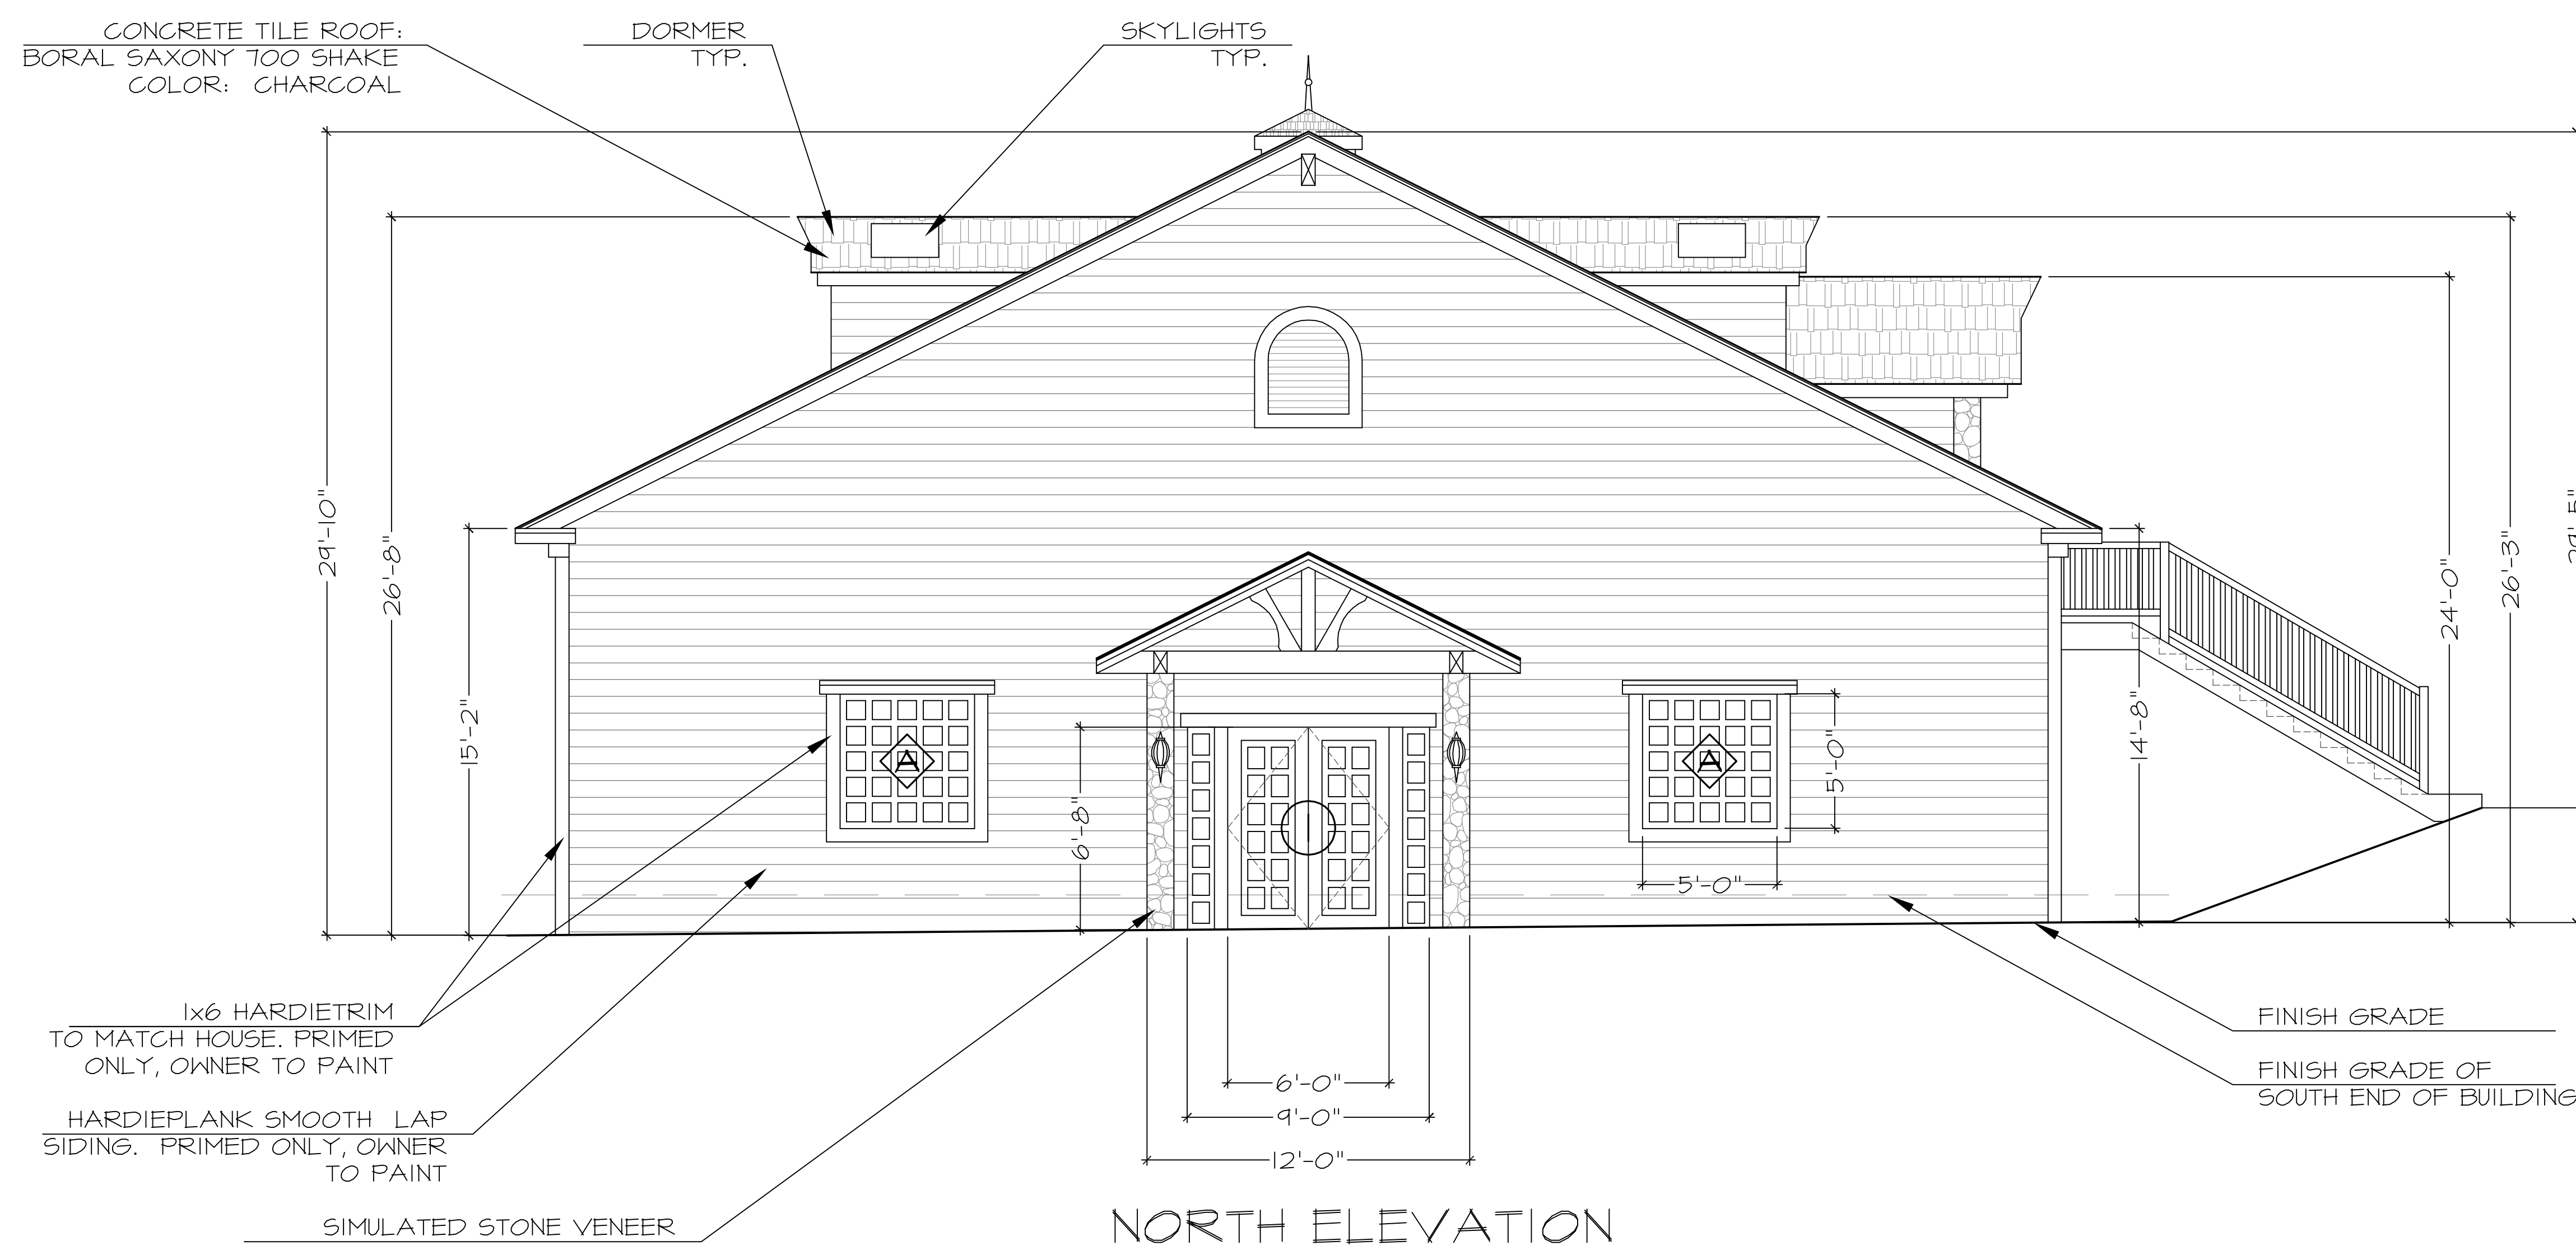 CONCRETE TILE ROOF:
BORAL SAXONY 700 SHAKE
COLOR: CHARCOAL
DORMER
TYP.
SKYLIGHTS
TYP.
29'-10"
26'-8"
15'-2"
6'-8"
A
A
5'-0"
5'-0"
14'-8"
24'-0"
26'-3"
29'-5"
1x6 HARDIETRIM
TO MATCH HOUSE. PRIMED
ONLY, OWNER TO PAINT
HARDIEPLANK SMOOTH LAP
SIDING. PRIMED ONLY, OWNER
TO PAINT
SIMULATED STONE VENEER
6'-0"
9'-0"
12'-0"
FINISH GRADE
FINISH GRADE OF
SOUTH END OF BUILDING
NORTH ELEVATION